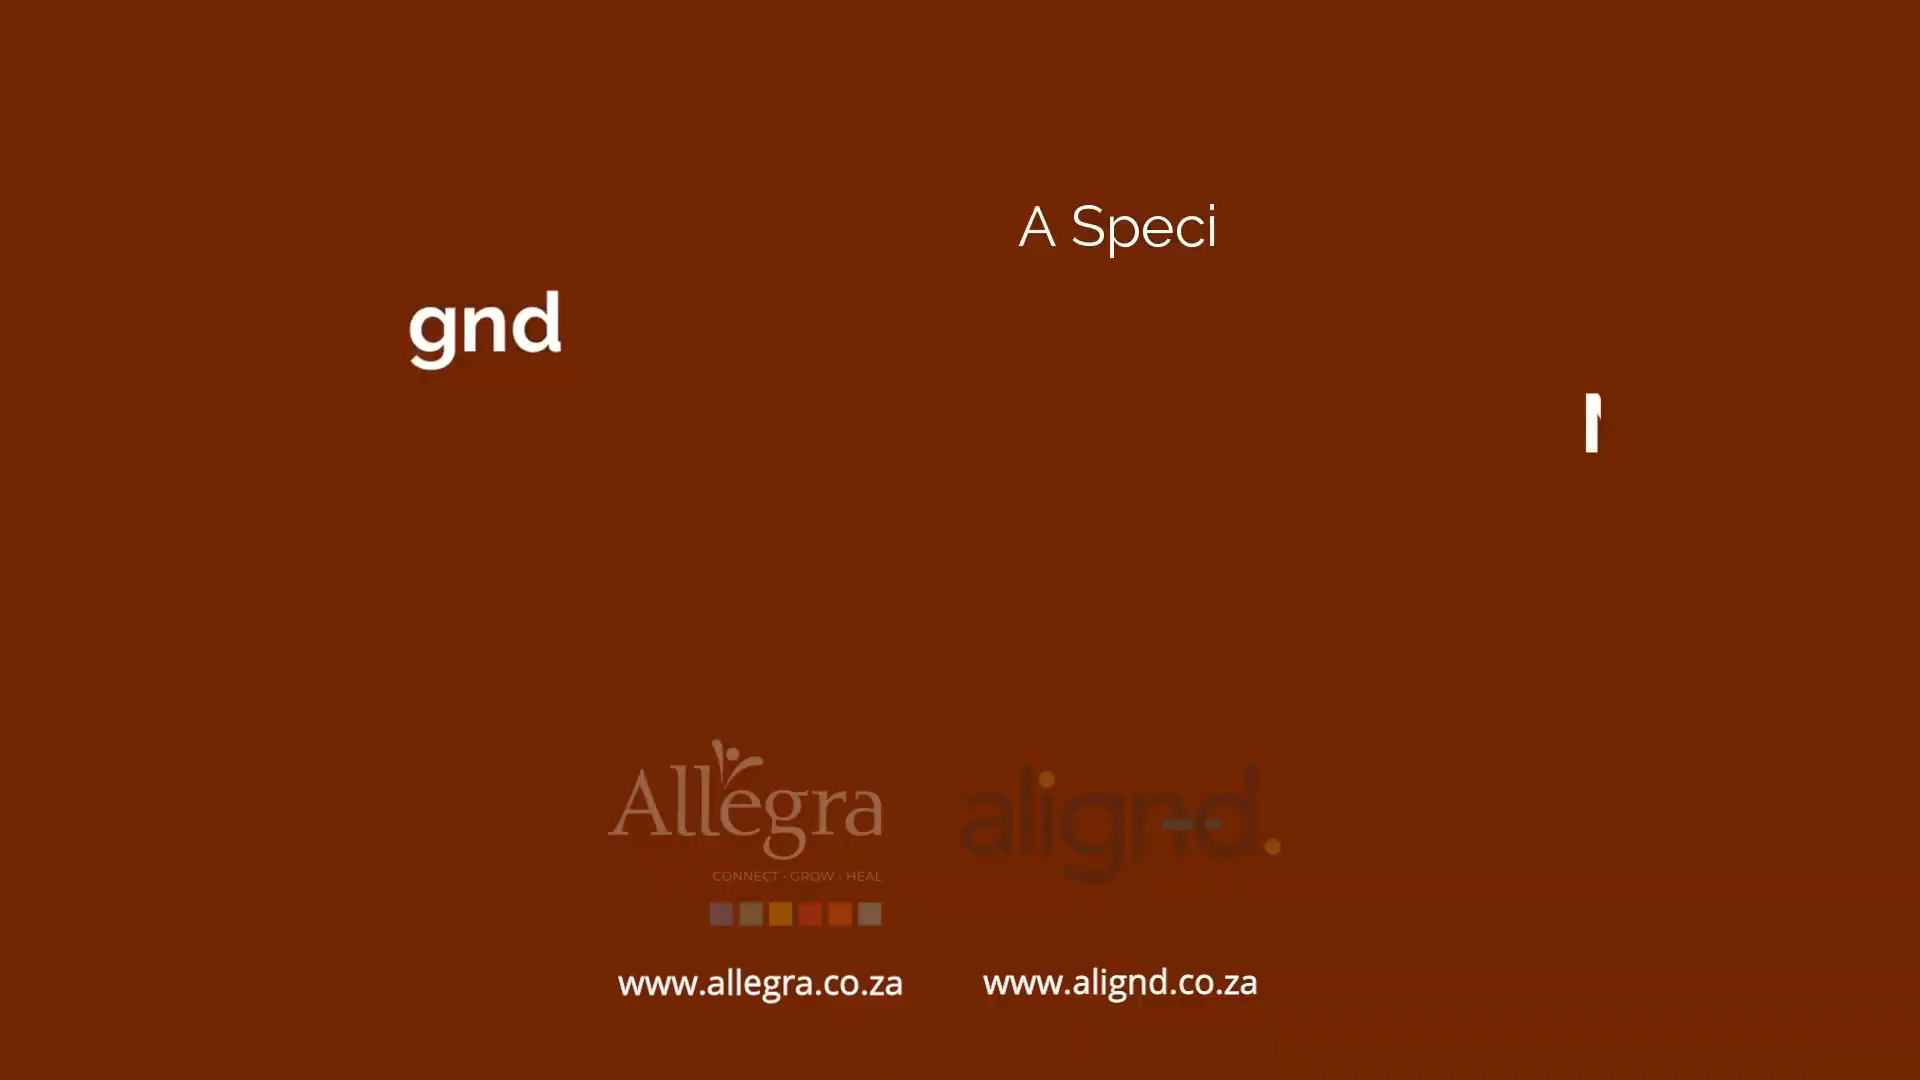 A Speci
gnd
Allegra
alignd.
CONNECT · GROW · HEAL
www.allegra.co.za
www.alignd.co.za